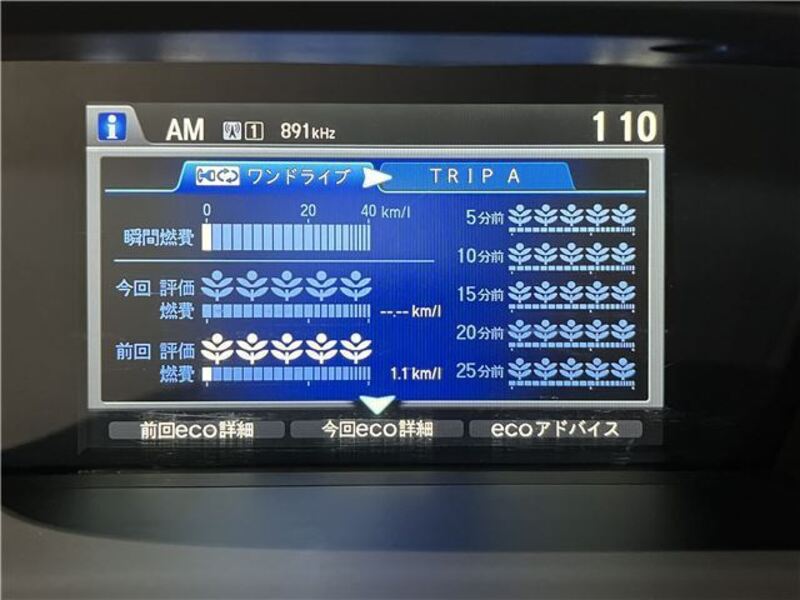 i AM 1 891kHz 1 10
ワンドライブ TRIP A
0 20 40 km/l
瞬間燃費
今回 評価
燃費 --.-- km/l
前回 評価
燃費 1.1 km/l
5分前
10分前
15分前
20分前
25分前
前回eco詳細 今回eco詳細 ecoアドバイス